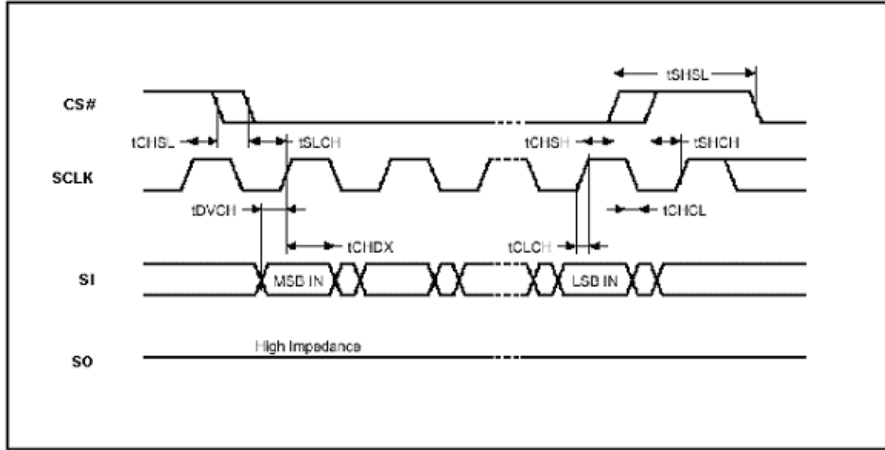 tSHSL
CS#
tCHSL
tSLCH
tCHSH
tSHCH
SCLK
tDVCH
tCHCL
tCHDX
tCLCH
SI
MSB IN
LSB IN
High Impedance
SO